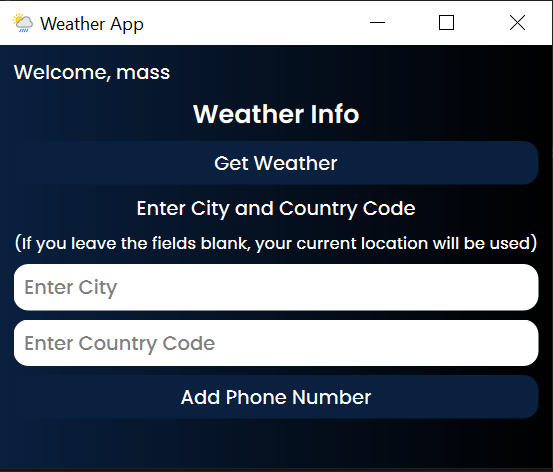 Weather App
Welcome, mass
Weather Info
Get Weather
Enter City and Country Code
(If you leave the fields blank, your current location will be used)
Enter City
Enter Country Code
Add Phone Number